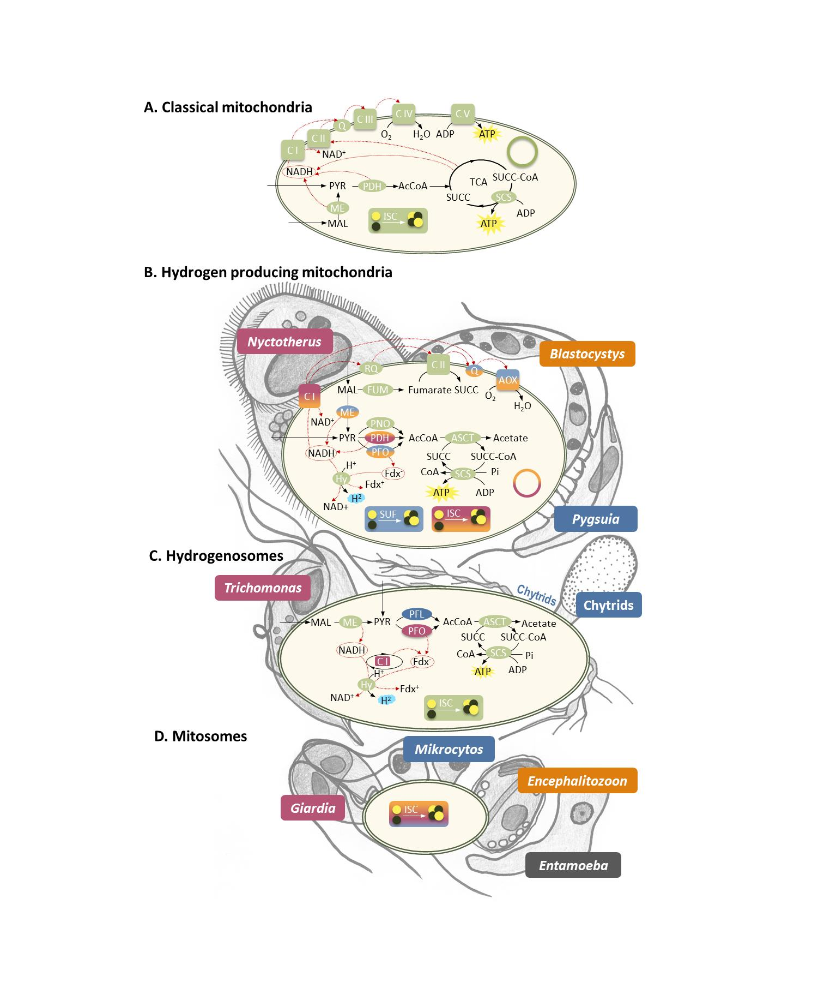 A. Classical mitochondria
C I
C II
Q
C III
C IV
C V
O2
H2O
ADP
ATP
NAD+
NADH
PYR
PDH
AcCoA
TCA
SUCC-CoA
SUCC
SCS
ADP
ATP
ME
MAL
ISC
B. Hydrogen producing mitochondria
Nyctotherus
Blastocystys
RQ
C II
Q
AOX
C I
MAL
FUM
Fumarate
SUCC
O2
H2O
ME
NAD+
PNO
PYR
PDH
AcCoA
ASCT
Acetate
PFO
NADH
SUCC
SUCC-CoA
H+
Fdx-
CoA
SCS
Pi
Hy
Fdx+
H2
ATP
ADP
NAD+
SUF
ISC
Pygsuia
C. Hydrogenosomes
Trichomonas
Chytrids
Chytrids
MAL
ME
PYR
PFL
PFO
AcCoA
ASCT
Acetate
SUCC
SUCC-CoA
NADH
C I
Fdx-
CoA
SCS
Pi
H+
ATP
ADP
Hy
Fdx+
NAD+
H2
ISC
D. Mitosomes
Mikrocytos
Encephalitozoon
Giardia
ISC
Entamoeba